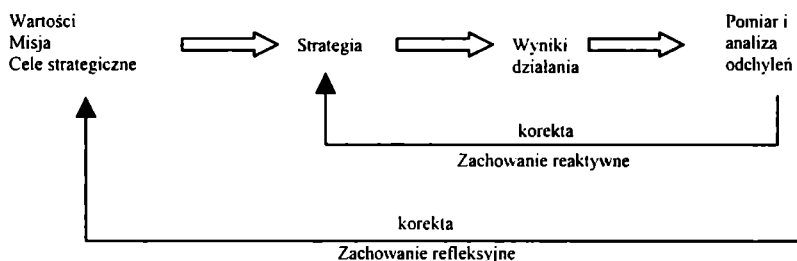 Wartości
Misja
Cele strategiczne
Strategia
Wyniki
działania
Pomiar i
analiza
odchyleń
korekta
Zachowanie reaktywne
korekta
Zachowanie refleksyjne